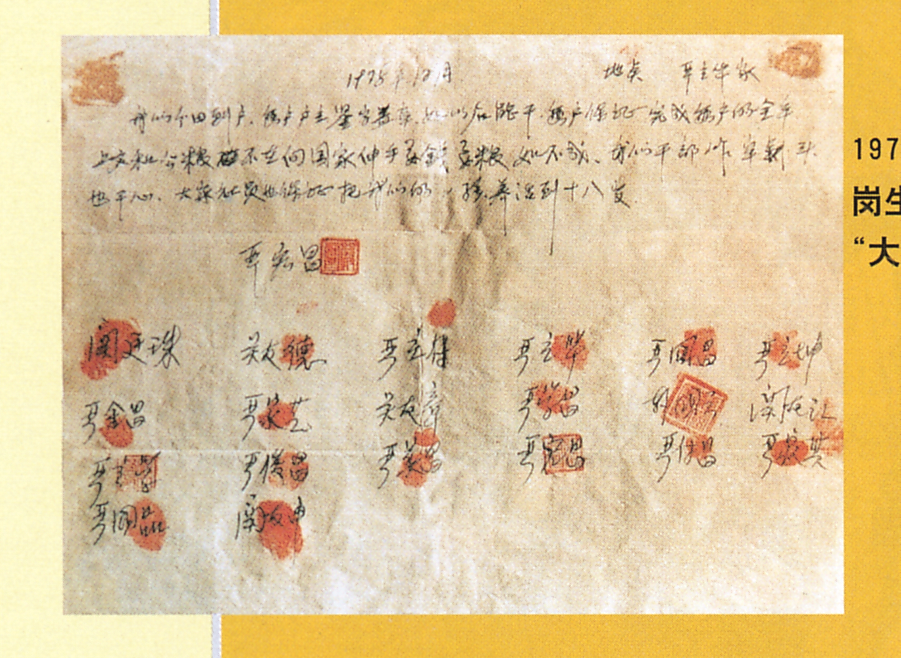 1978年12月 地点 严立华家
我们分田到户,每户户主签字盖章,如以后能干,每户保证完成每户的全年
上交和公粮 不在向国家伸手要钱要粮 如不成,我们干部作牢刹头
也干心,大家社员也保证把我们的小孩养活到十八岁
严宏昌
关廷珠 关友德 严立符 严立华 严国昌 严立坤
严金昌 严家芝 关友章 严学昌 韩国云 关友江
严立学 严俊昌 严美昌 严宏昌 严付昌 严家其
严国品 关友申
197
岗生
“大